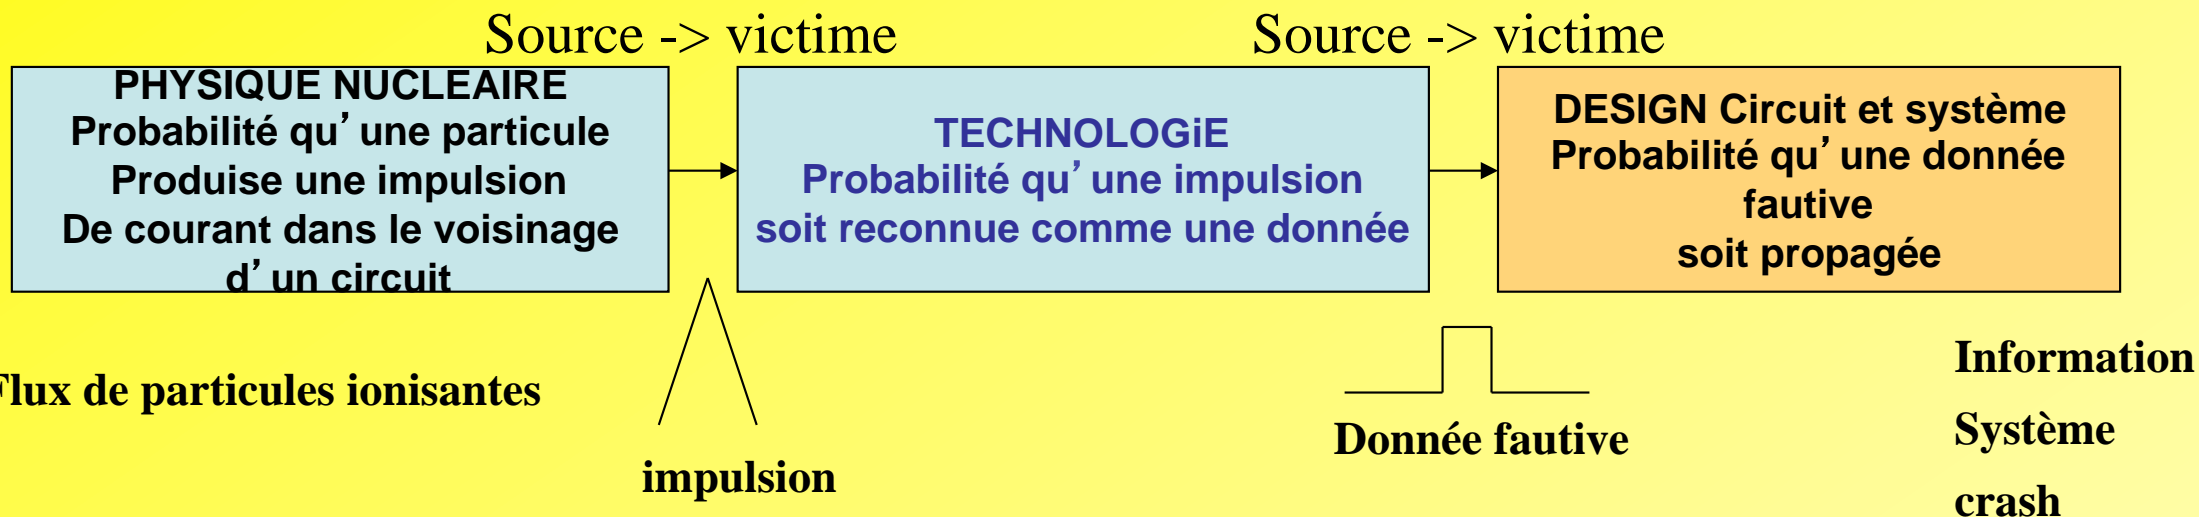 Source -> victime
Source -> victime
PHYSIQUE NUCLEAIRE
Probabilité qu’une particule
Produise une impulsion
De courant dans le voisinage
d’un circuit
TECHNOLOGiE
Probabilité qu’une impulsion
soit reconnue comme une donnée
DESIGN Circuit et système
Probabilité qu’une donnée
fautive
soit propagée
Flux de particules ionisantes
impulsion
Donnée fautive
Information
Système
crash